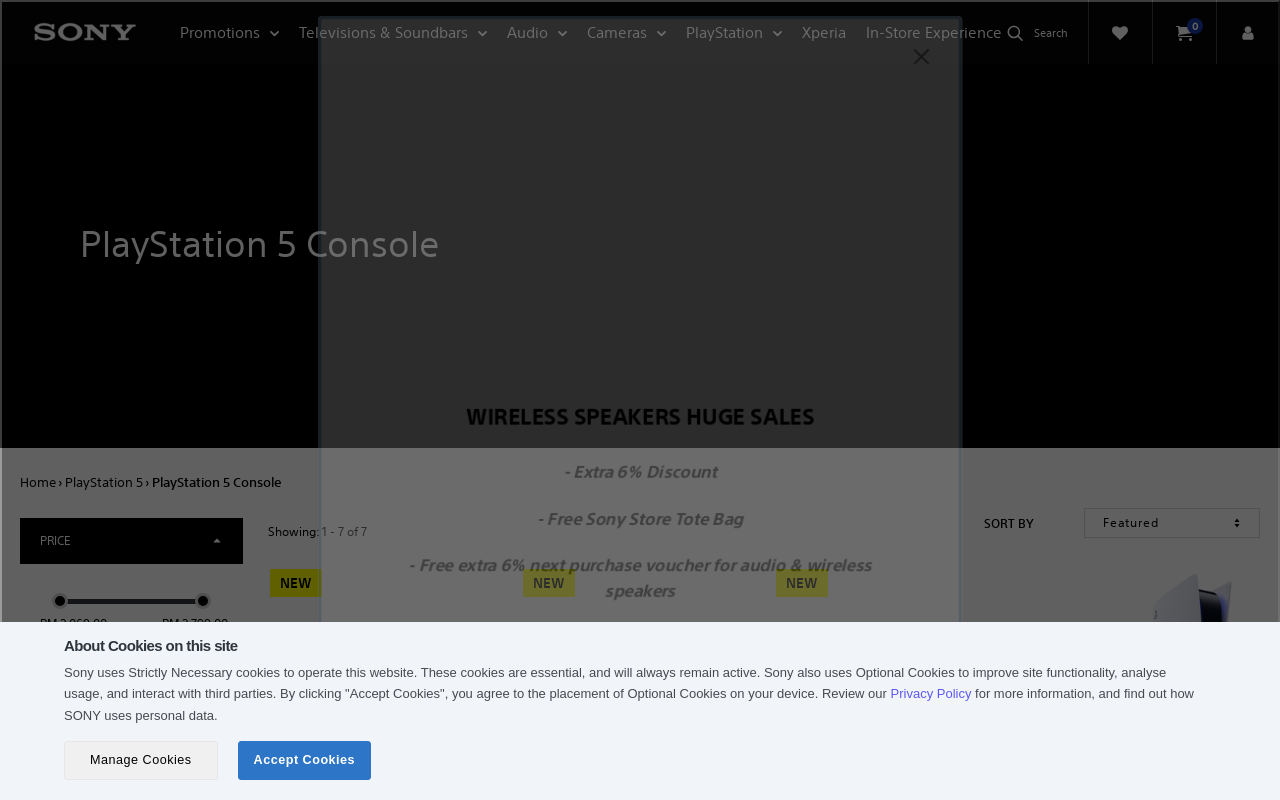 SONY
Promotions
Televisions & Soundbars
Audio
Cameras
PlayStation
Xperia
In-Store Experience
Search
0
PlayStation 5 Console
WIRELESS SPEAKERS HUGE SALES
- Extra 6% Discount
- Free Sony Store Tote Bag
- Free extra 6% next purchase voucher for audio & wireless
speakers
Home › PlayStation 5 › PlayStation 5 Console
PRICE
Showing: 1 - 7 of 7
SORT BY
Featured
NEW
NEW
NEW
About Cookies on this site
Sony uses Strictly Necessary cookies to operate this website. These cookies are essential, and will always remain active. Sony also uses Optional Cookies to improve site functionality, analyse
usage, and interact with third parties. By clicking "Accept Cookies", you agree to the placement of Optional Cookies on your device. Review our Privacy Policy for more information, and find out how
SONY uses personal data.
Manage Cookies
Accept Cookies